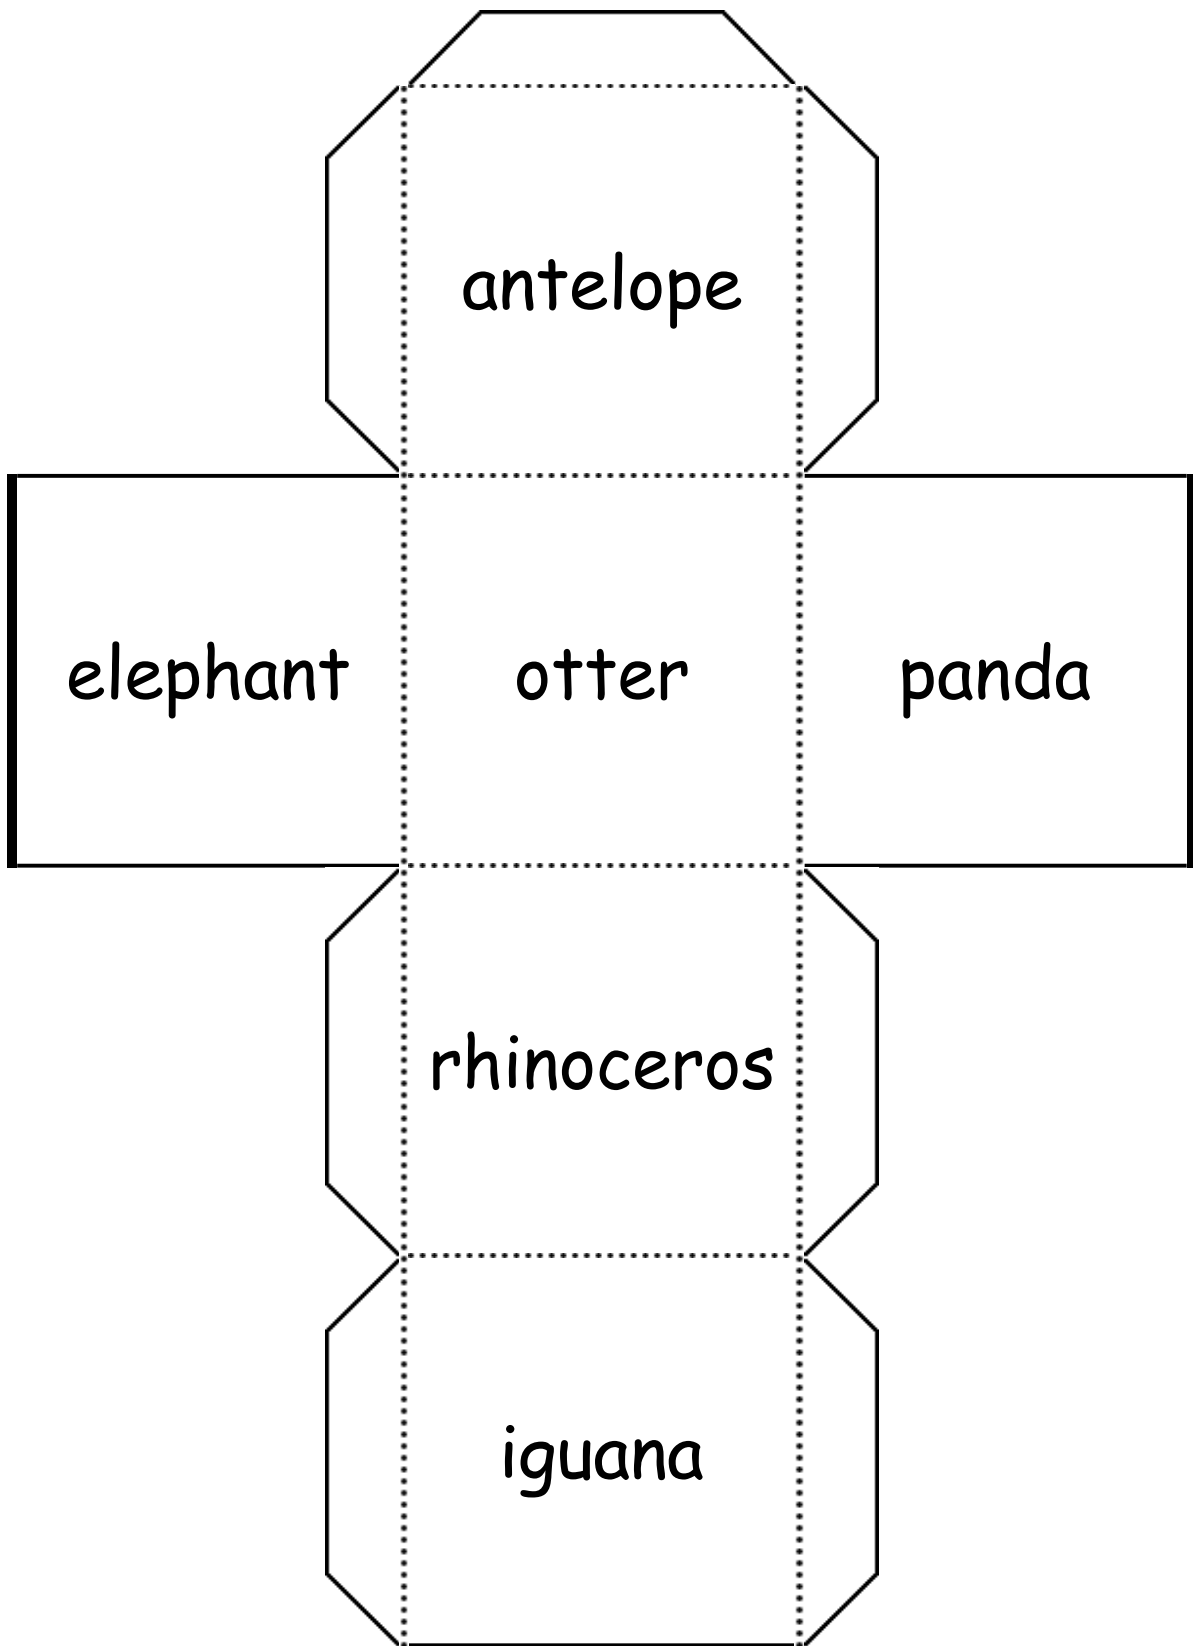 antelope
elephant
otter
panda
rhinoceros
iguana